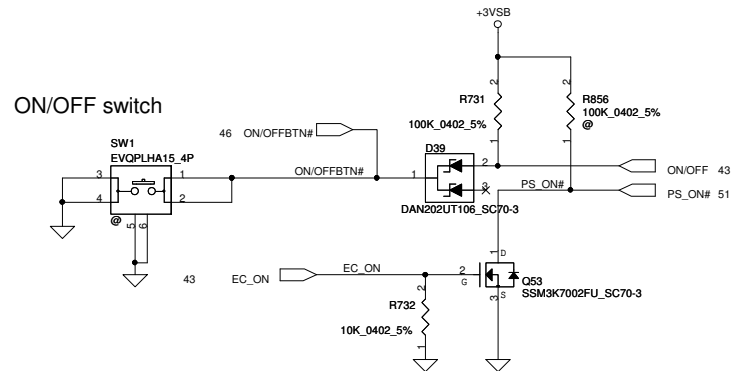 +3VSB
ON/OFF switch
R731
100K_0402_5%
R856
100K_0402_5%
@
2
2
1
1
46 ON/OFFBTN#
SW1
EVQPLHA15_4P
D39
ON/OFFBTN#
3
1
1
2
ON/OFF 43
4
2
3
PS_ON#
PS_ON# 51
@
DAN202UT106_SC70-3
5
6
1
D
43 EC_ON
EC_ON
2
G
Q53
SSM3K7002FU_SC70-3
2
3
S
R732
10K_0402_5%
1